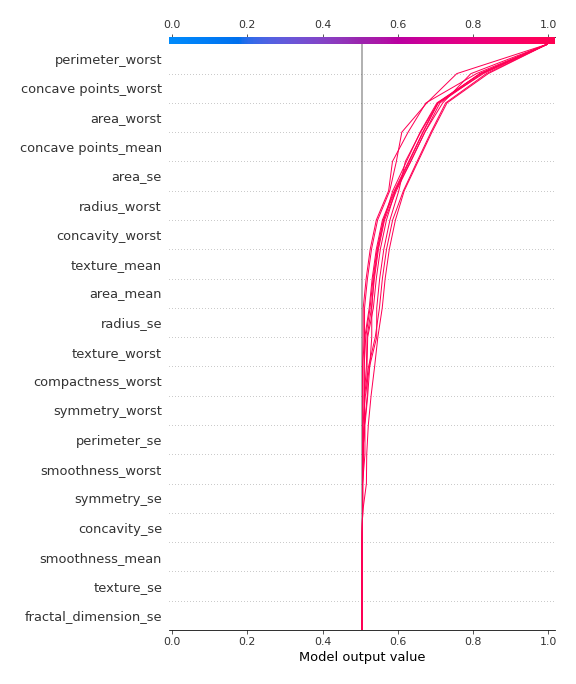 0.0 0.2 0.4 0.6 0.8 1.0
perimeter_worst
concave points_worst
area_worst
concave points_mean
area_se
radius_worst
concavity_worst
texture_mean
area_mean
radius_se
texture_worst
compactness_worst
symmetry_worst
perimeter_se
smoothness_worst
symmetry_se
concavity_se
smoothness_mean
texture_se
fractal_dimension_se
0.0 0.2 0.4 0.6 0.8 1.0
Model output value